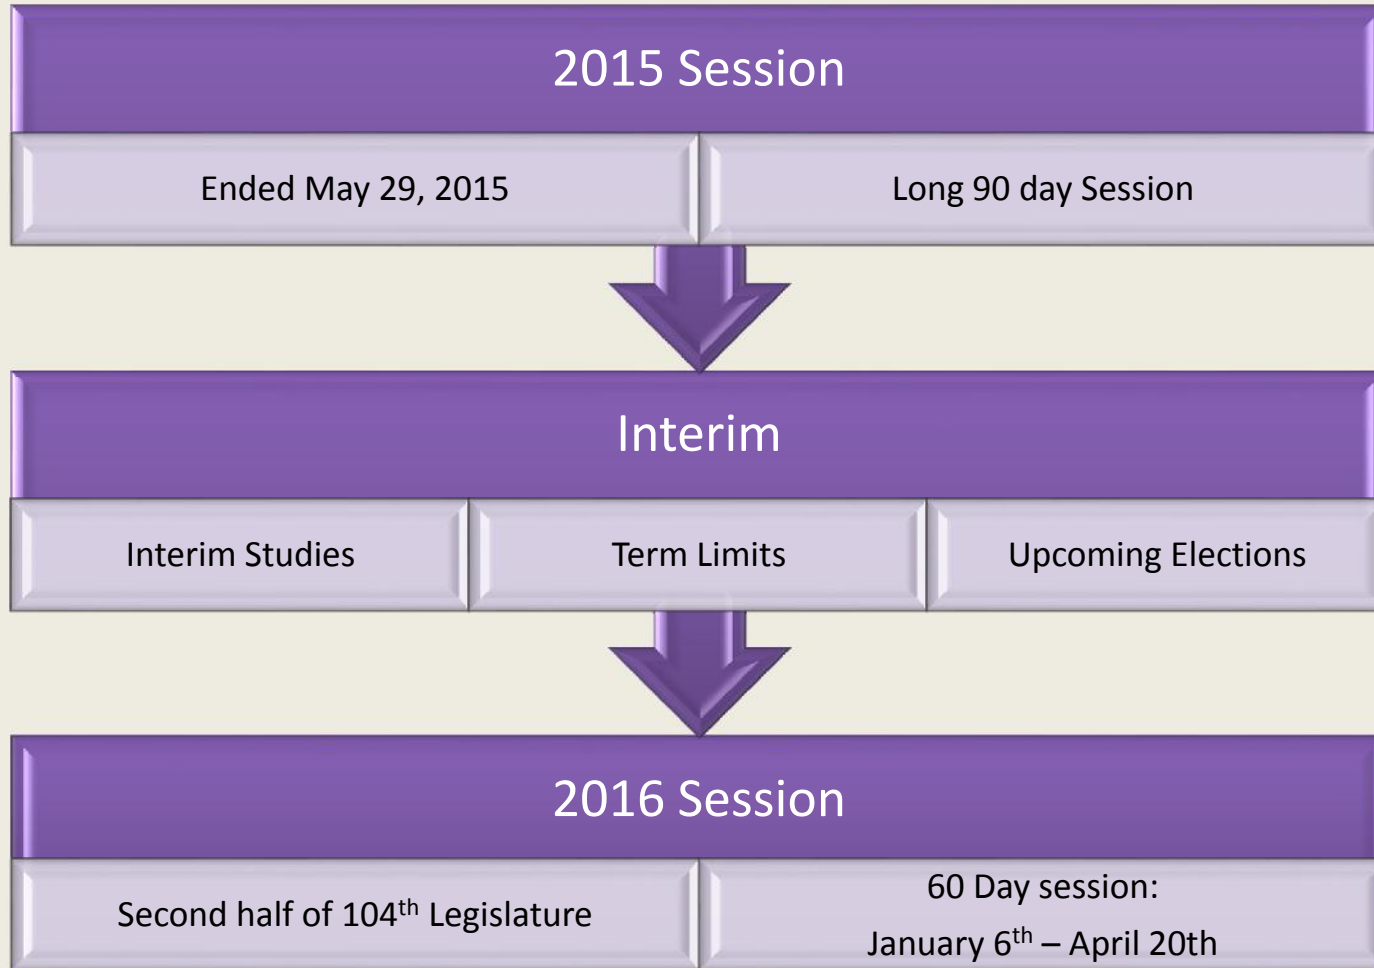 2015 Session
Ended May 29, 2015
Long 90 day Session
Interim
Interim Studies
Term Limits
Upcoming Elections
2016 Session
Second half of 104th Legislature
60 Day session:
January 6th – April 20th